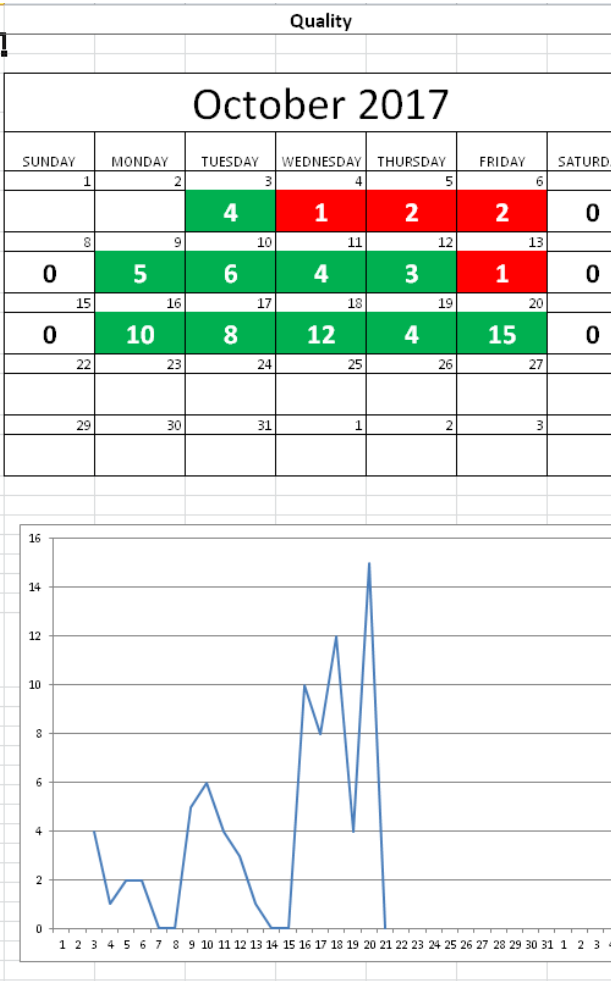 Quality
October 2017
SUNDAY MONDAY TUESDAY WEDNESDAY THURSDAY FRIDAY SATURDA
1 2 3 4 5 6
4 1 2 2 0
8 9 10 11 12 13
0 5 6 4 3 1 0
15 16 17 18 19 20
0 10 8 12 4 15 0
22 23 24 25 26 27
29 30 31 1 2 3
16
14
12
10
8
6
4
2
0
1 2 3 4 5 6 7 8 9 10 11 12 13 14 15 16 17 18 19 20 21 22 23 24 25 26 27 28 29 30 31 1 2 3